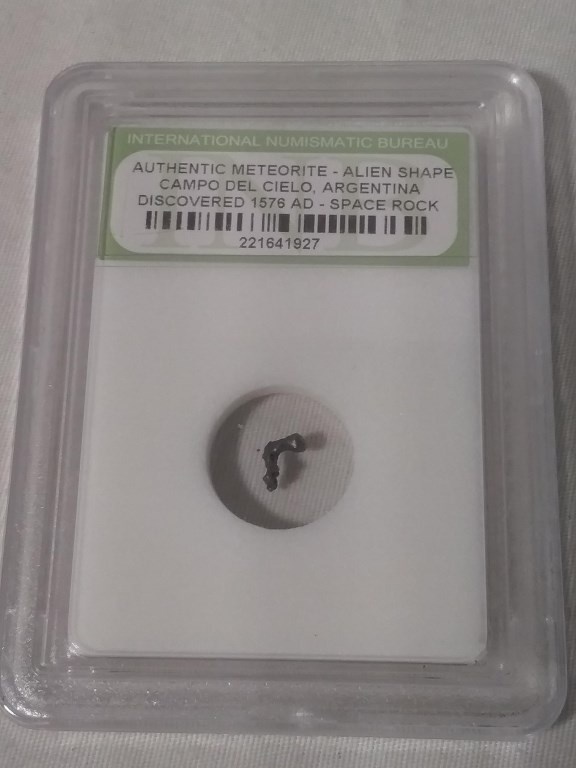 INTERNATIONAL NUMISMATIC BUREAU
AUTHENTIC METEORITE - ALIEN SHAPE
CAMPO DEL CIELO, ARGENTINA
DISCOVERED 1576 AD - SPACE ROCK
221641927